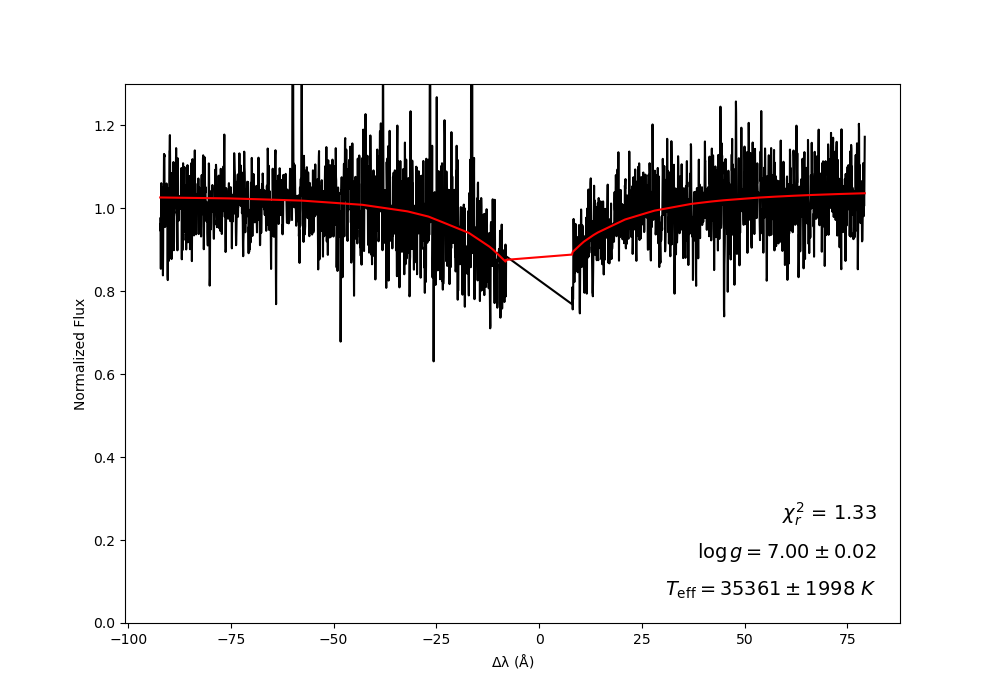 1.2
1.0
0.8
0.6
0.4
0.2
0.0
Normalized Flux
χ²ᵣ = 1.33
log g = 7.00 ± 0.02
T_eff = 35361 ± 1998 K
−100 −75 −50 −25 0 25 50 75
Δλ (Å)